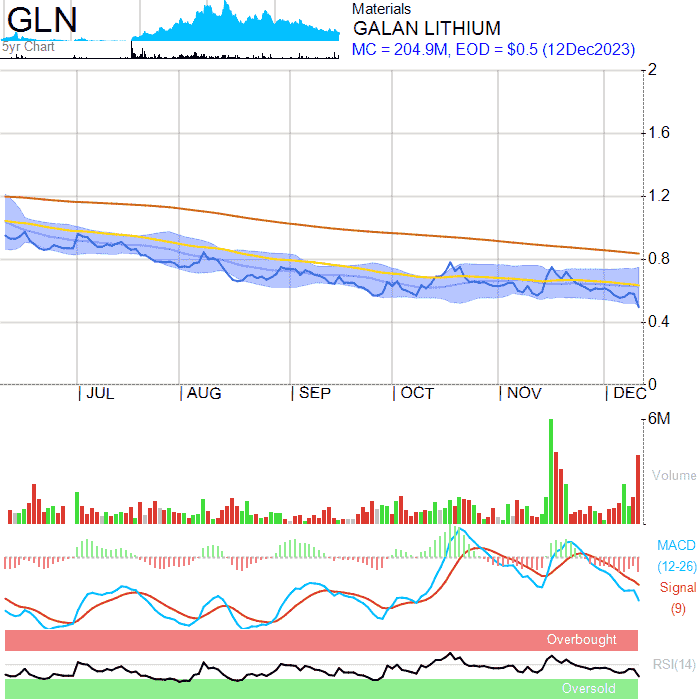 GLN
5yr Chart
Materials
GALAN LITHIUM
MC = 204.9M, EOD = $0.5 (12Dec2023)
2
1.6
1.2
0.8
0.4
0
JUL AUG SEP OCT NOV DEC
6M
Volume
MACD
(12-26)
Signal
(9)
Overbought
RSI(14)
Oversold